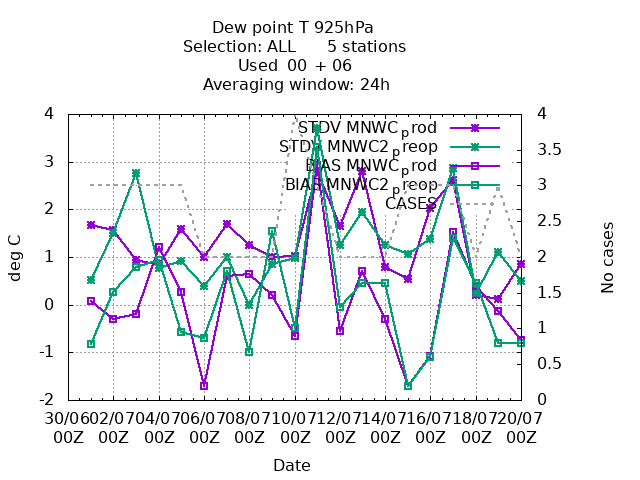 Dew point T 925hPa
Selection: ALL      5 stations
Used  00 + 06
Averaging window: 24h
deg C
No cases
4
3
2
1
0
-1
-2
4
3.5
3
2.5
2
1.5
1
0.5
0
STDV MNWC_prod
STDV MNWC2_preop
BIAS MNWC_prod
BIAS MNWC2_preop
CASES
30/06 02/07 04/07 06/07 08/07 10/07 12/07 14/07 16/07 18/07 20/07
00Z 00Z 00Z 00Z 00Z 00Z 00Z 00Z 00Z 00Z 00Z
Date